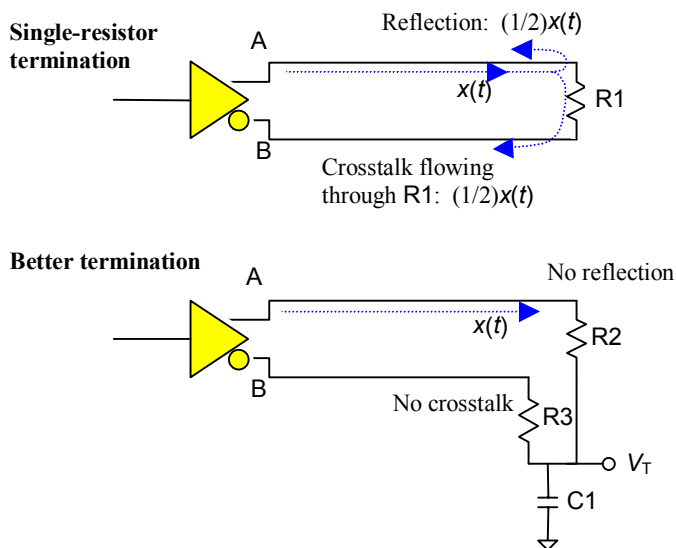 Single-resistor
termination
A
Reflection: (1/2)x(t)
x(t)
R1
B
Crosstalk flowing
through R1: (1/2)x(t)
Better termination
A
No reflection
x(t)
R2
B
No crosstalk
R3
VT
C1